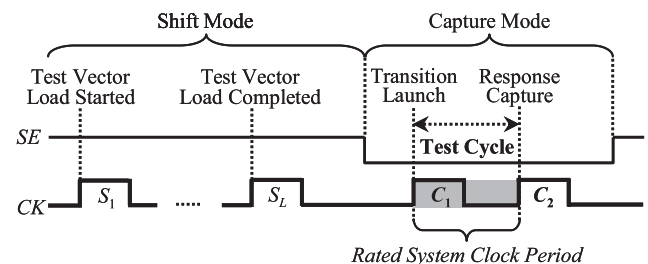 Shift Mode
Capture Mode
Test Vector
Load Started
Test Vector
Load Completed
Transition
Launch
Response
Capture
SE
Test Cycle
CK
S1
.....
SL
C1
C2
Rated System Clock Period